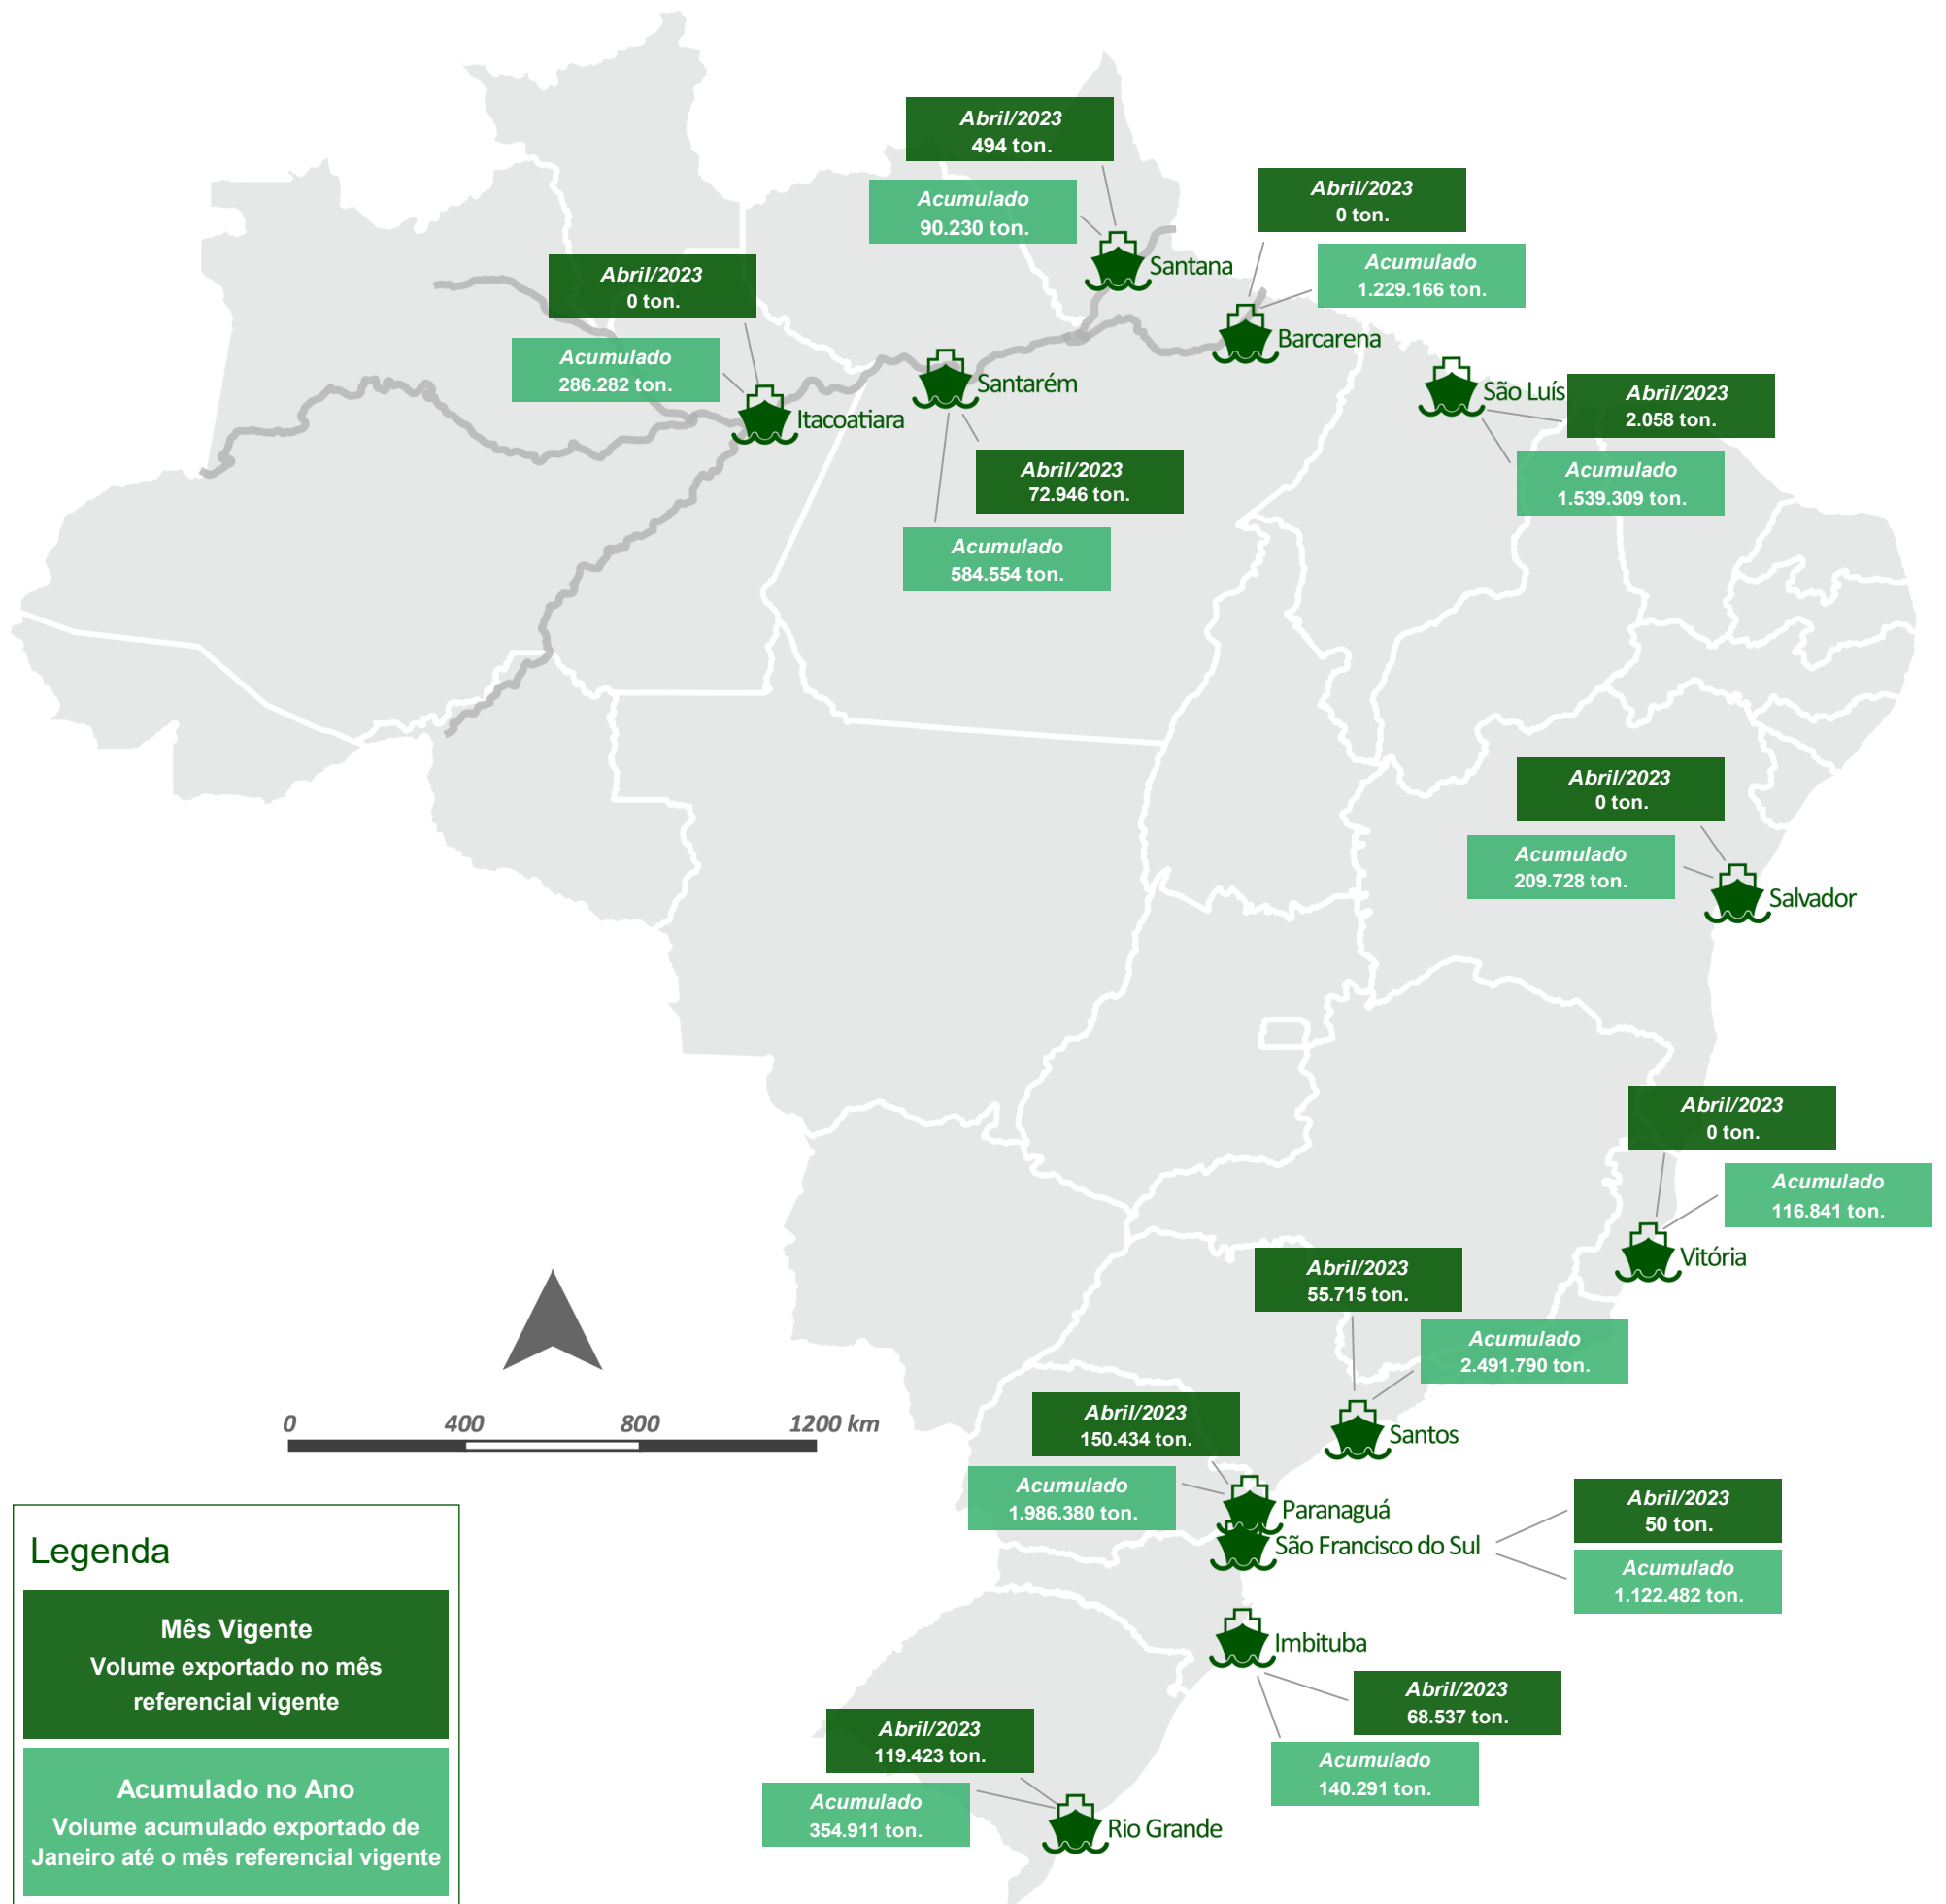 Abril/2023
494 ton.
Acumulado
90.230 ton.
Santana
Abril/2023
0 ton.
Acumulado
1.229.166 ton.
Barcarena
Abril/2023
0 ton.
Acumulado
286.282 ton.
Itacoatiara
Santarém
Abril/2023
72.946 ton.
Acumulado
584.554 ton.
São Luís
Abril/2023
2.058 ton.
Acumulado
1.539.309 ton.
Abril/2023
0 ton.
Acumulado
209.728 ton.
Salvador
Abril/2023
0 ton.
Acumulado
116.841 ton.
Vitória
Abril/2023
55.715 ton.
Acumulado
2.491.790 ton.
Santos
Abril/2023
150.434 ton.
Acumulado
1.986.380 ton.
Paranaguá
São Francisco do Sul
Abril/2023
50 ton.
Acumulado
1.122.482 ton.
Imbituba
Abril/2023
68.537 ton.
Acumulado
140.291 ton.
Abril/2023
119.423 ton.
Acumulado
354.911 ton.
Rio Grande
0 400 800 1200 km
Legenda
Mês Vigente
Volume exportado no mês
referencial vigente
Acumulado no Ano
Volume acumulado exportado de
Janeiro até o mês referencial vigente